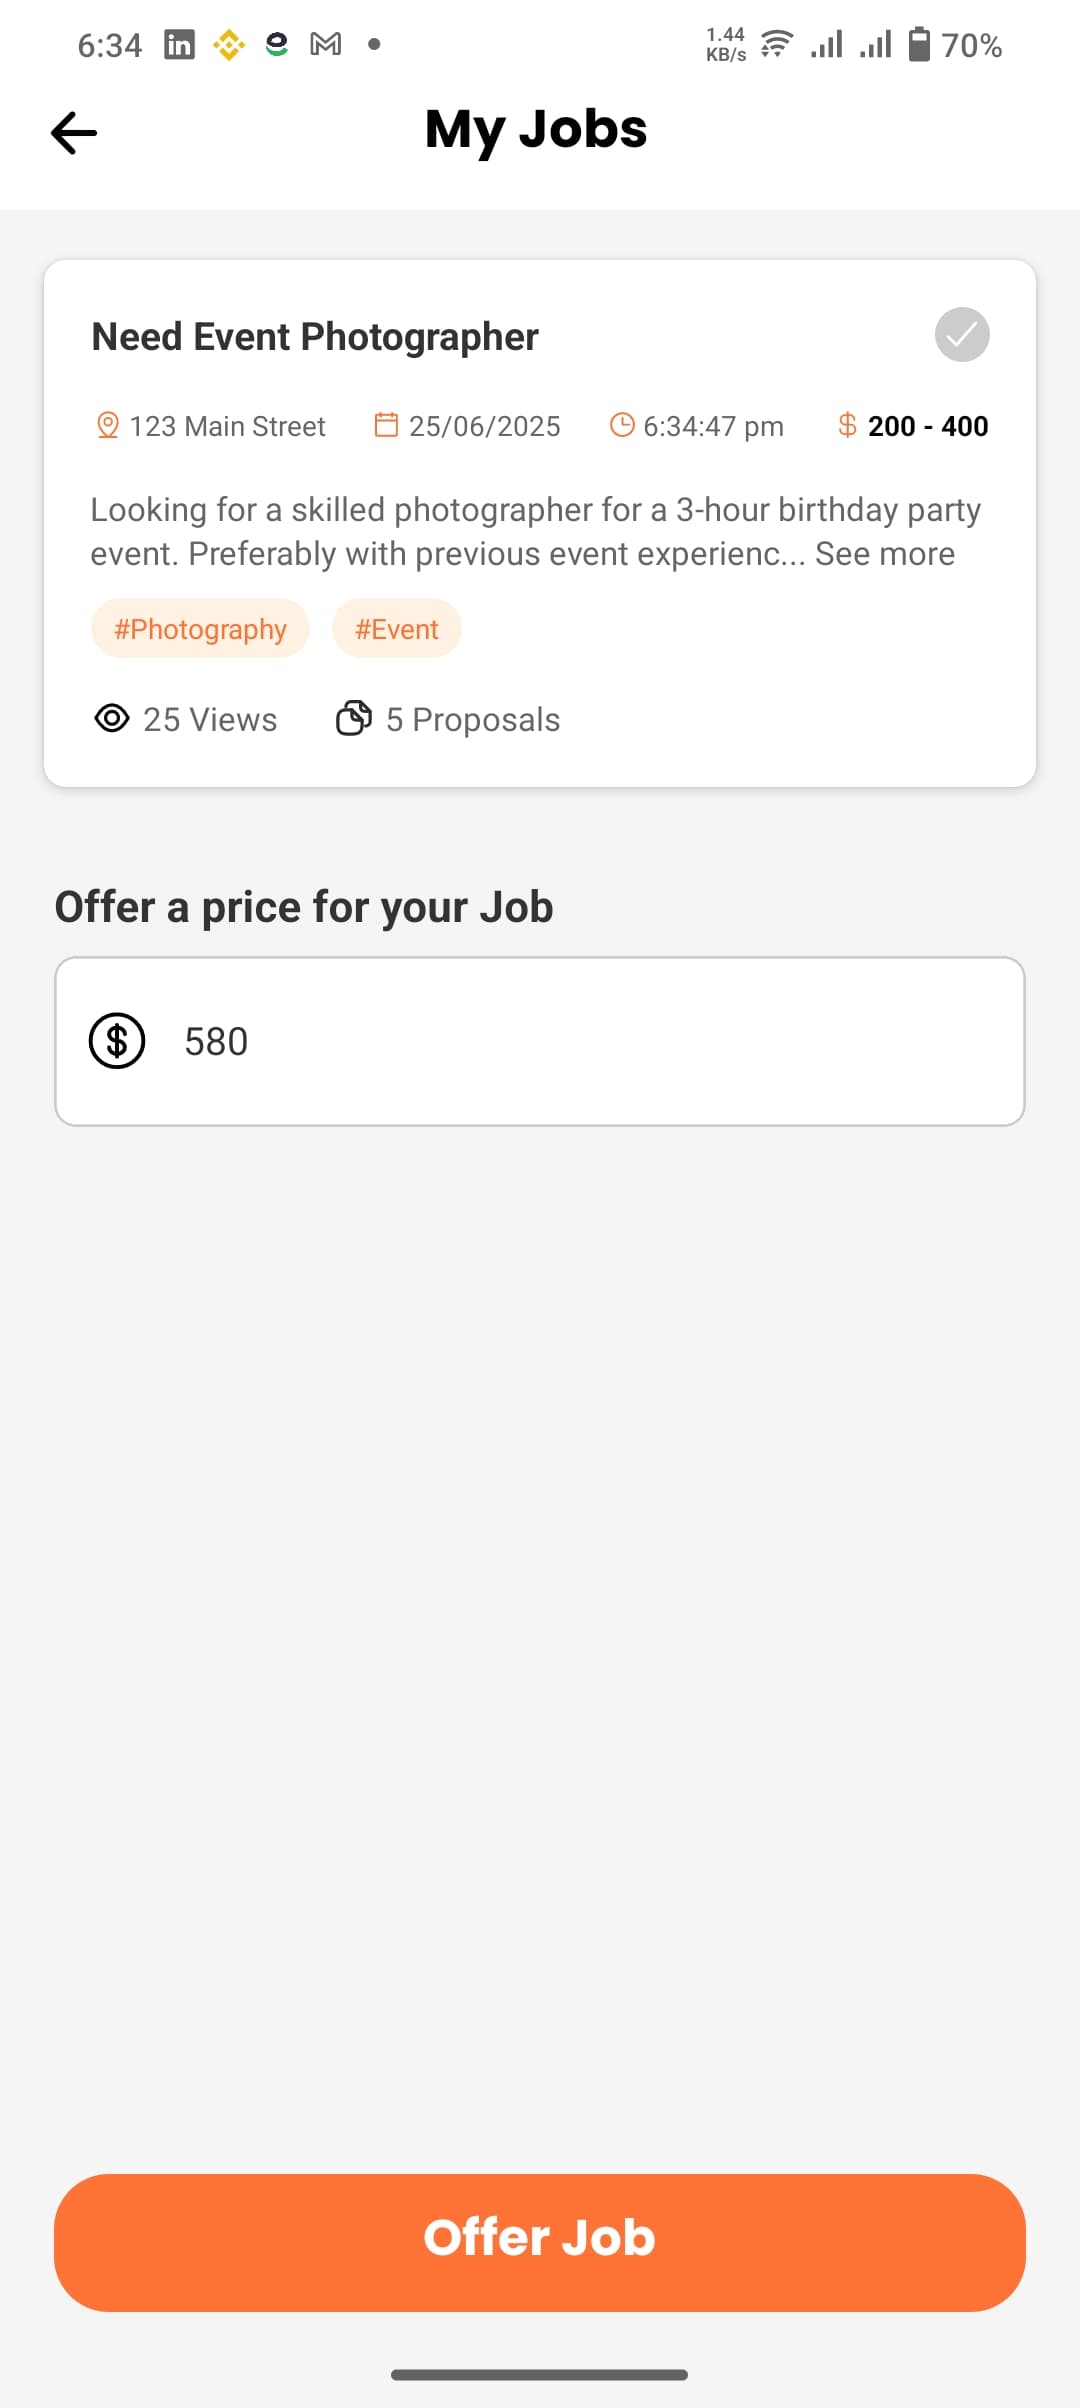 6:34 in M 1.44 KB/s 70%
My Jobs
Need Event Photographer
123 Main Street 25/06/2025 6:34:47 pm $ 200 - 400
Looking for a skilled photographer for a 3-hour birthday party
event. Preferably with previous event experienc... See more
#Photography #Event
25 Views 5 Proposals
Offer a price for your Job
$ 580
Offer Job